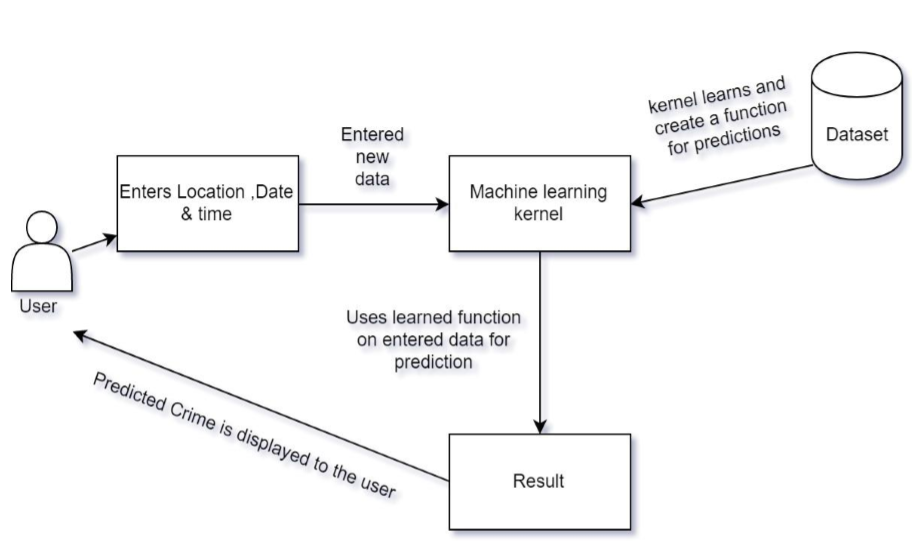 kernel learns and
create a function
for predictions
Dataset
Entered
new
data
Enters Location ,Date
& time
Machine learning
kernel
User
Uses learned function
on entered data for
prediction
Predicted Crime is displayed to the user
Result